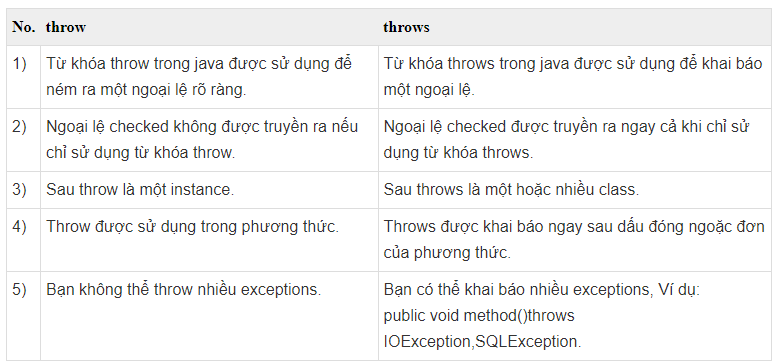 No. throw throws
1) Từ khóa throw trong java được sử dụng để Từ khóa throws trong java được sử dụng để khai báo
ném ra một ngoại lệ rõ ràng. một ngoại lệ.
2) Ngoại lệ checked không được truyền ra nếu Ngoại lệ checked được truyền ra ngay cả khi chỉ sử
chỉ sử dụng từ khóa throw. dụng từ khóa throws.
3) Sau throw là một instance. Sau throws là một hoặc nhiều class.
4) Throw được sử dụng trong phương thức. Throws được khai báo ngay sau dấu đóng ngoặc đơn
của phương thức.
5) Bạn không thể throw nhiều exceptions. Bạn có thể khai báo nhiều exceptions, Ví dụ:
public void method()throws
IOException,SQLException.